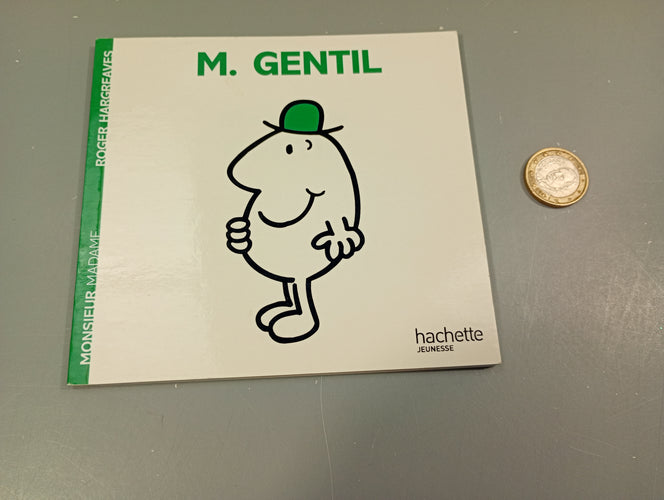 M. GENTIL
MONSIEUR MADAME
ROGER HARGREAVES
hachette
JEUNESSE